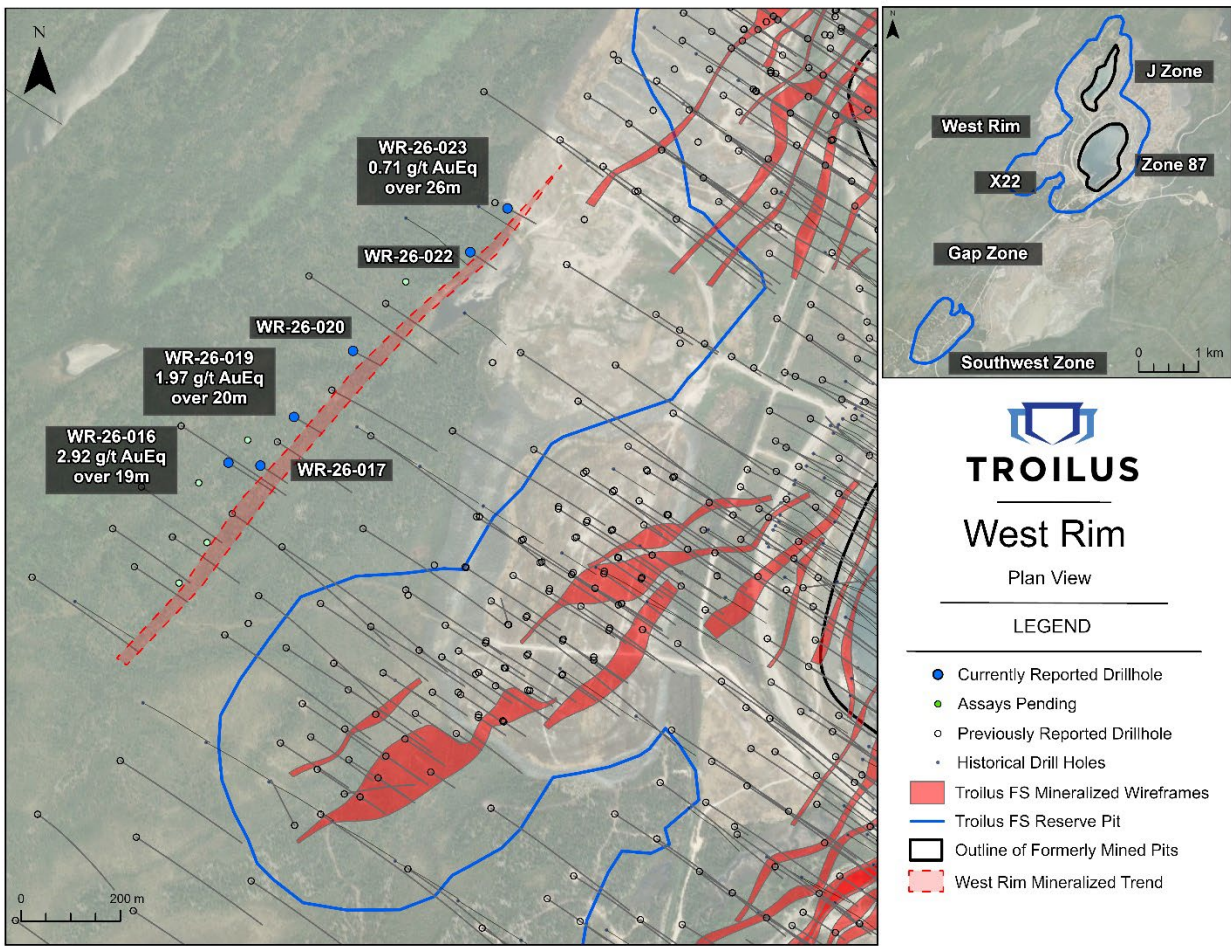 N
WR-26-023
0.71 g/t AuEq
over 26m
WR-26-022
WR-26-020
WR-26-019
1.97 g/t AuEq
over 20m
WR-26-016
2.92 g/t AuEq
over 19m
WR-26-017
0 200 m
N
J Zone
West Rim
Zone 87
X22
Gap Zone
Southwest Zone
0 1 km
TROILUS
West Rim
Plan View
LEGEND
Currently Reported Drillhole
Assays Pending
Previously Reported Drillhole
Historical Drill Holes
Troilus FS Mineralized Wireframes
Troilus FS Reserve Pit
Outline of Formerly Mined Pits
West Rim Mineralized Trend